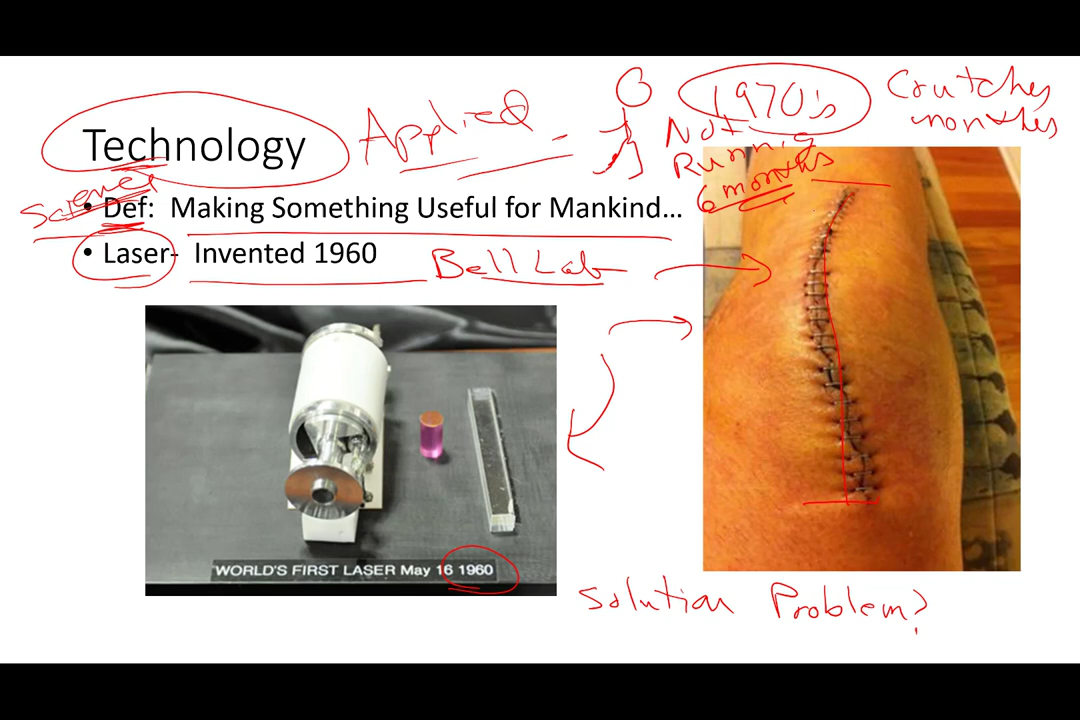 Technology
Applied
1970's
Crutches
months
Not
Running
6 months
Science
• Def: Making Something Useful for Mankind…
• Laser- Invented 1960
Bell Lab
WORLD'S FIRST LASER May 16 1960
Solution Problem?